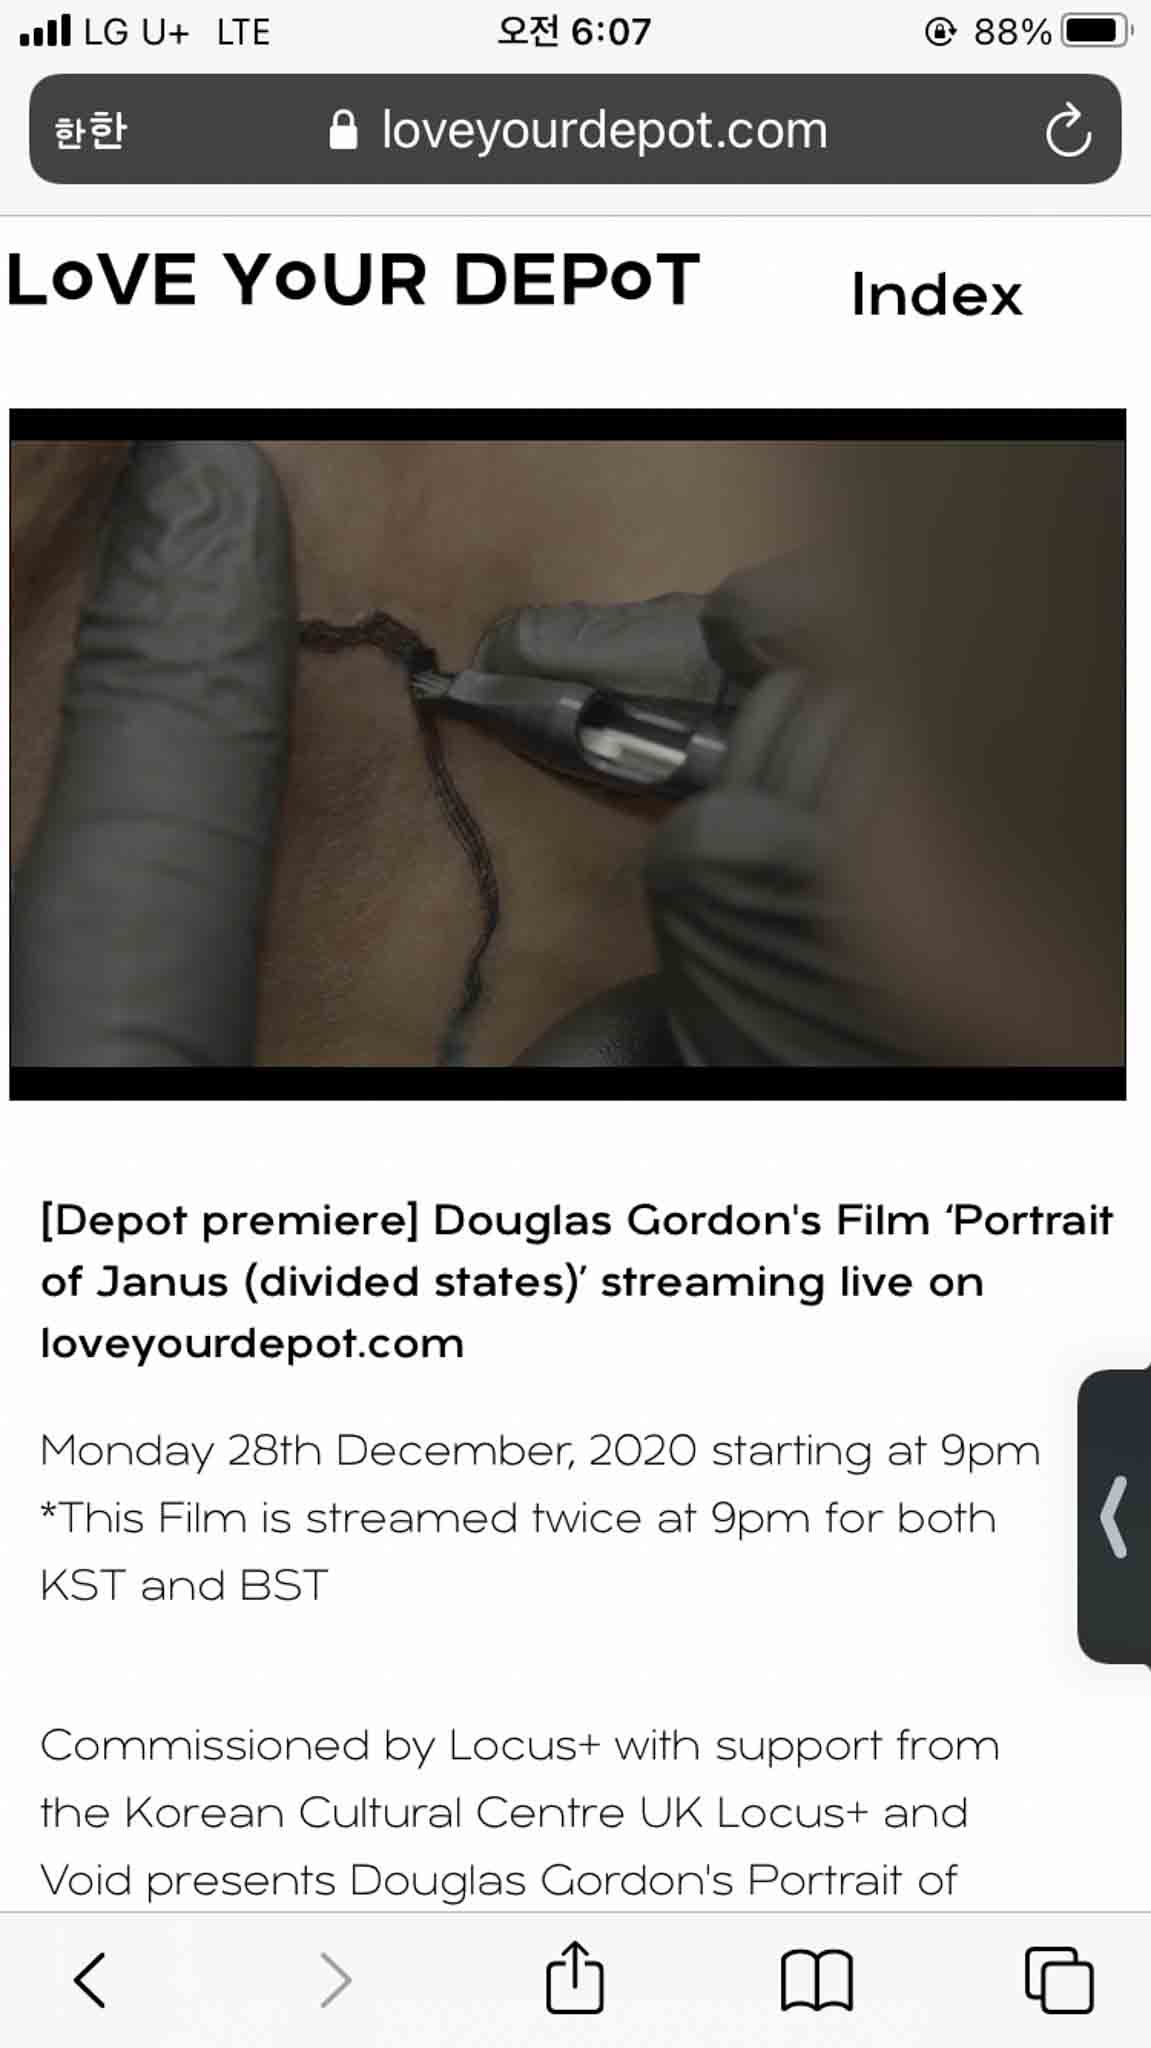 LG U+ LTE 오전 6:07 88%
한한 loveyourdepot.com
LoVE YoUR DEPoT Index
[Depot premiere] Douglas Gordon's Film ‘Portrait
of Janus (divided states)’ streaming live on
loveyourdepot.com
Monday 28th December, 2020 starting at 9pm
*This Film is streamed twice at 9pm for both
KST and BST
Commissioned by Locus+ with support from
the Korean Cultural Centre UK Locus+ and
Void presents Douglas Gordon's Portrait of